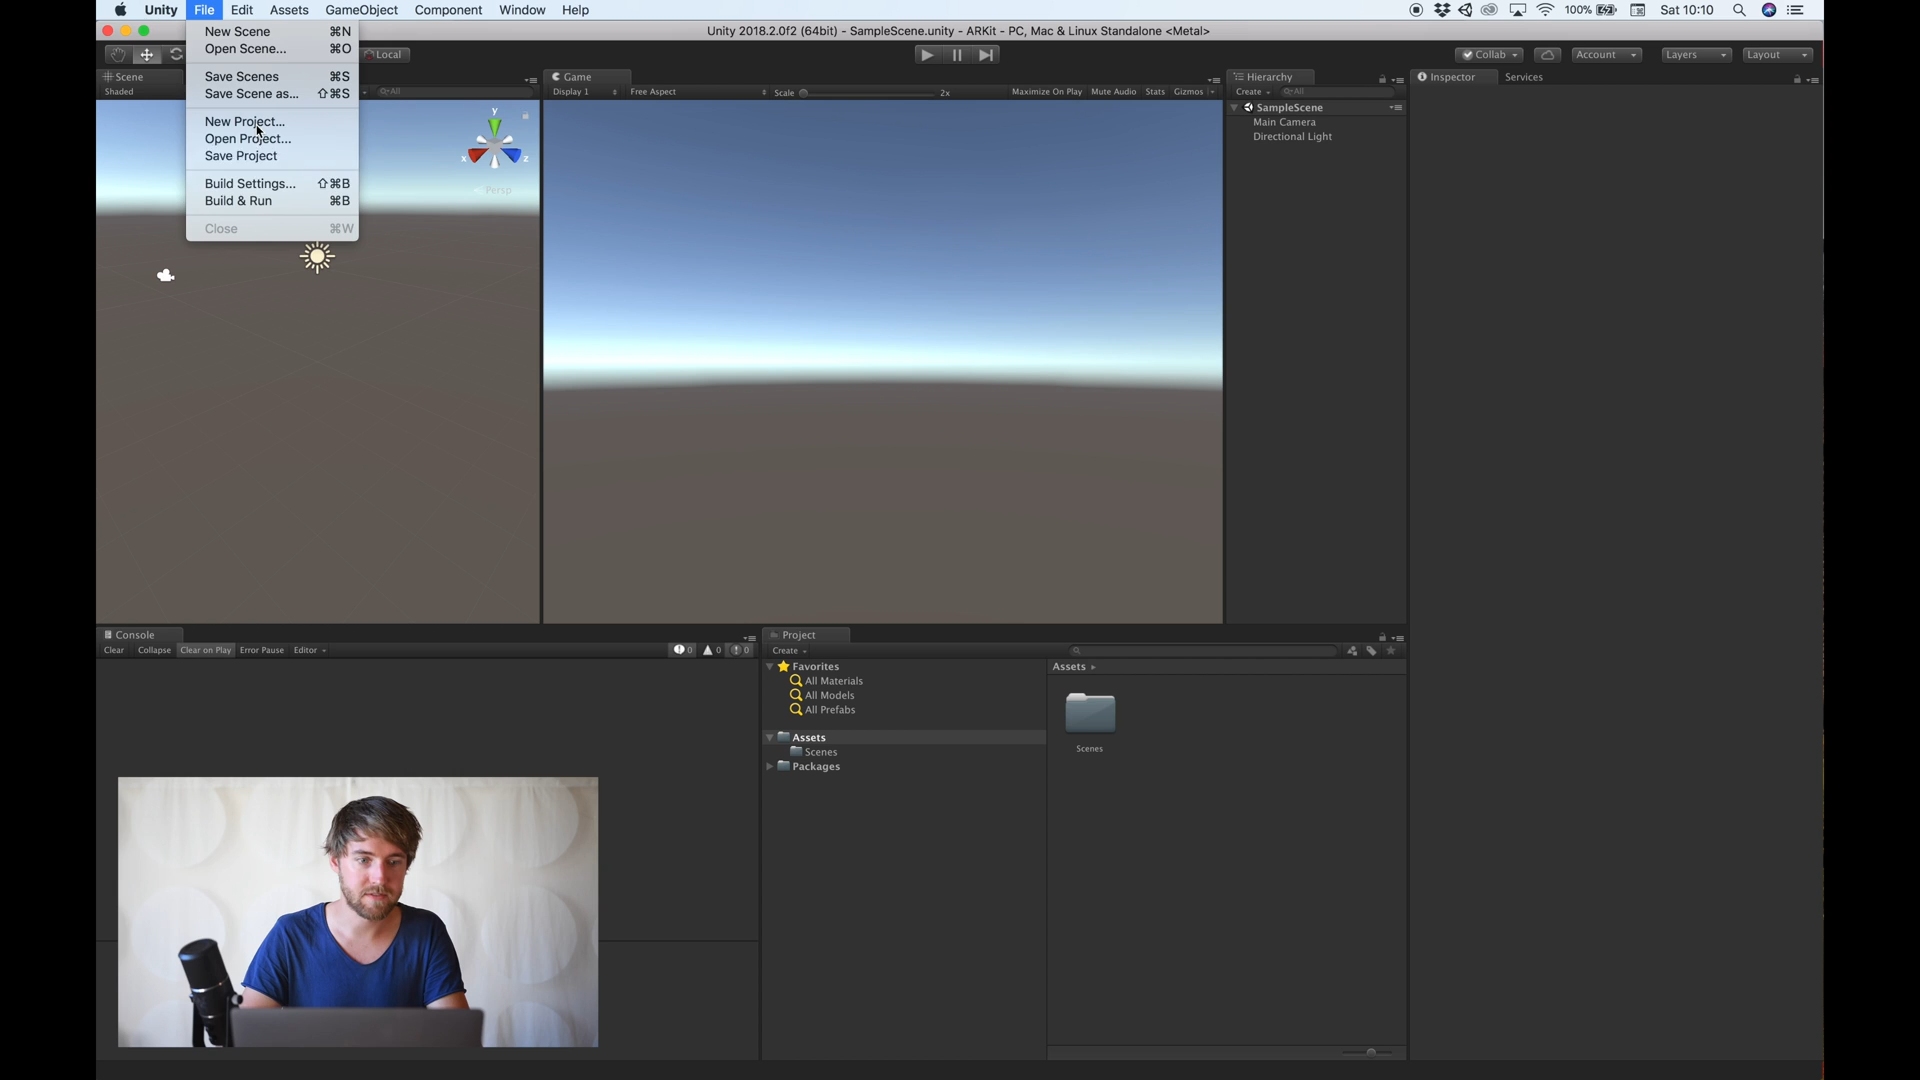 Unity File Edit Assets GameObject Component Window Help 100% Sat 10:10
Unity 2018.2.0f2 (64bit) - SampleScene.unity - ARKit - PC, Mac & Linux Standalone <Metal>
New Scene ⌘N
Open Scene... ⌘O
Save Scenes ⌘S
Save Scene as... ⇧⌘S
New Project...
Open Project...
Save Project
Build Settings... ⇧⌘B
Build & Run ⌘B
Close ⌘W
Local
Collab Account Layers Layout
Scene
Shaded
All
y
x z
Persp
Game
Display 1 Free Aspect Scale 2x Maximize On Play Mute Audio Stats Gizmos
Hierarchy
Create All
SampleScene
Main Camera
Directional Light
Inspector Services
Console
Clear Collapse Clear on Play Error Pause Editor 0 0 0
Project
Create
Favorites
All Materials
All Models
All Prefabs
Assets
Scenes
Packages
Assets
Scenes